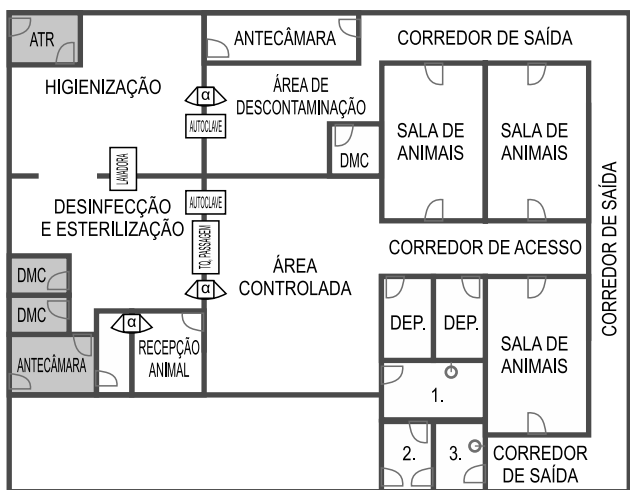 ATR
ANTECÂMARA
CORREDOR DE SAÍDA
HIGIENIZAÇÃO
α
ÁREA DE
DESCONTAMINAÇÃO
AUTOCLAVE
DMC
SALA DE
ANIMAIS
SALA DE
ANIMAIS
CORREDOR DE SAÍDA
LAVADORA
DESINFECÇÃO
E ESTERILIZAÇÃO
AUTOCLAVE
TQ. PASSAGEM
α
ÁREA
CONTROLADA
CORREDOR DE ACESSO
DMC
DMC
ANTECÂMARA
α
RECEPÇÃO
ANIMAL
DEP.
DEP.
SALA DE
ANIMAIS
1.
2.
3.
CORREDOR
DE SAÍDA